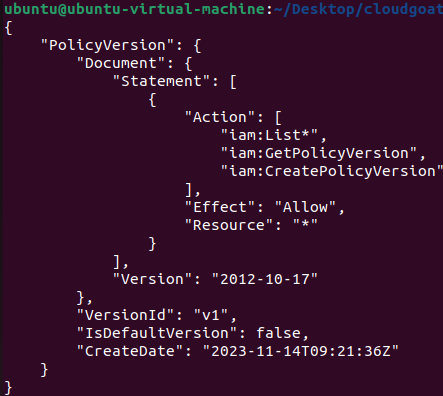 ubuntu@ubuntu-virtual-machine:~/Desktop/cloudgoat
{
    "PolicyVersion": {
        "Document": {
            "Statement": [
                {
                    "Action": [
                        "iam:List*",
                        "iam:GetPolicyVersion",
                        "iam:CreatePolicyVersion"
                    ],
                    "Effect": "Allow",
                    "Resource": "*"
                }
            ],
            "Version": "2012-10-17"
        },
        "VersionId": "v1",
        "IsDefaultVersion": false,
        "CreateDate": "2023-11-14T09:21:36Z"
    }
}